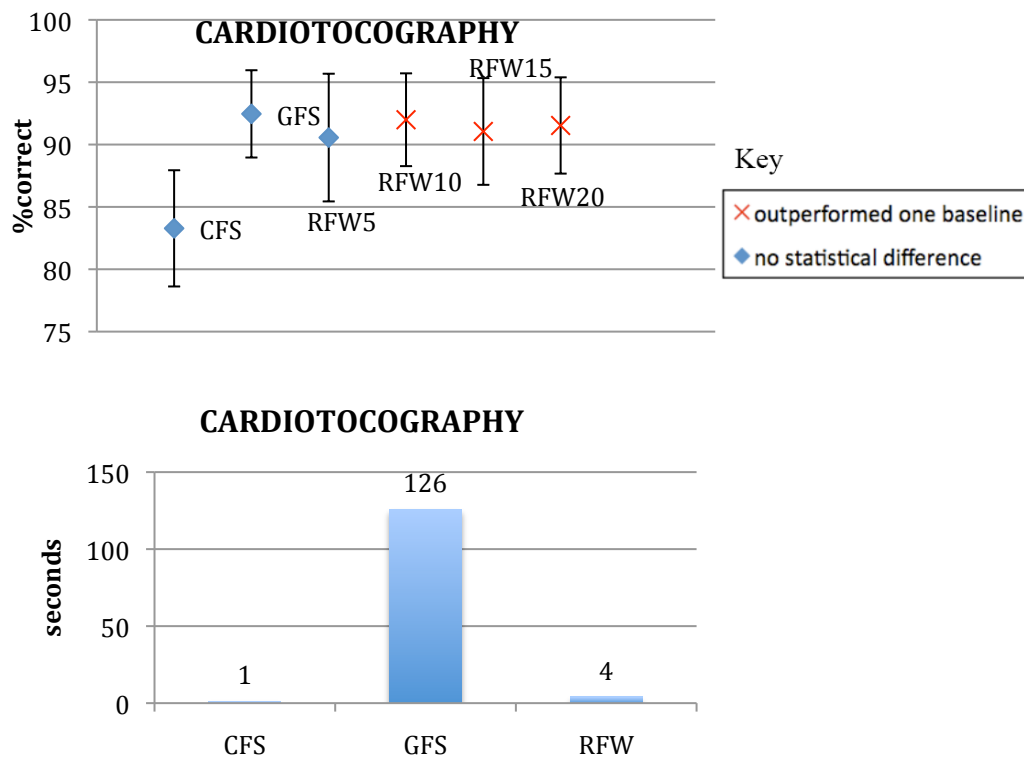 CARDIOTOCOGRAPHY
100
95
90
85
80
75
%correct
CFS
GFS
RFW5
RFW10
RFW15
RFW20
Key
outperformed one baseline
no statistical difference
CARDIOTOCOGRAPHY
150
100
50
0
seconds
1
126
4
CFS
GFS
RFW